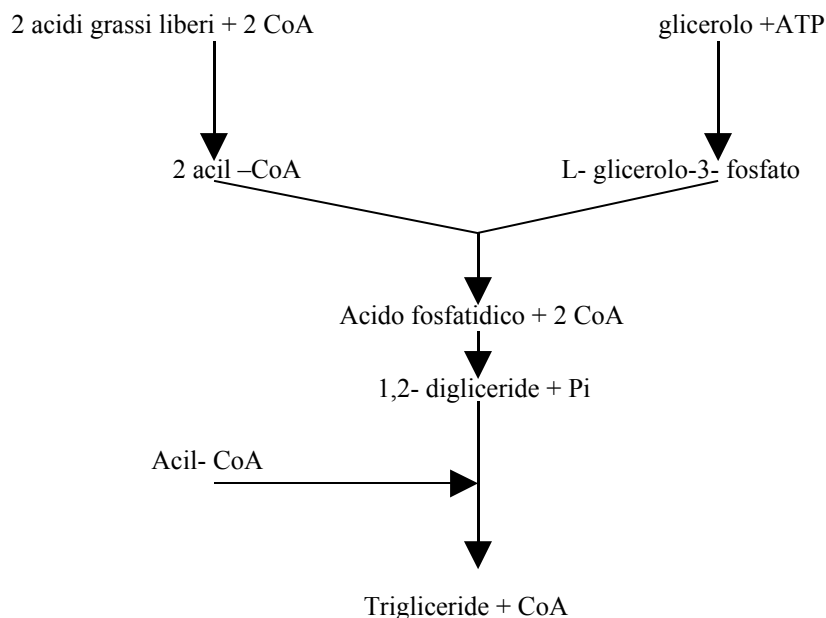 2 acidi grassi liberi + 2 CoA
glicerolo +ATP
2 acil –CoA
L- glicerolo-3- fosfato
Acido fosfatidico + 2 CoA
1,2- digliceride + Pi
Acil- CoA
Trigliceride + CoA